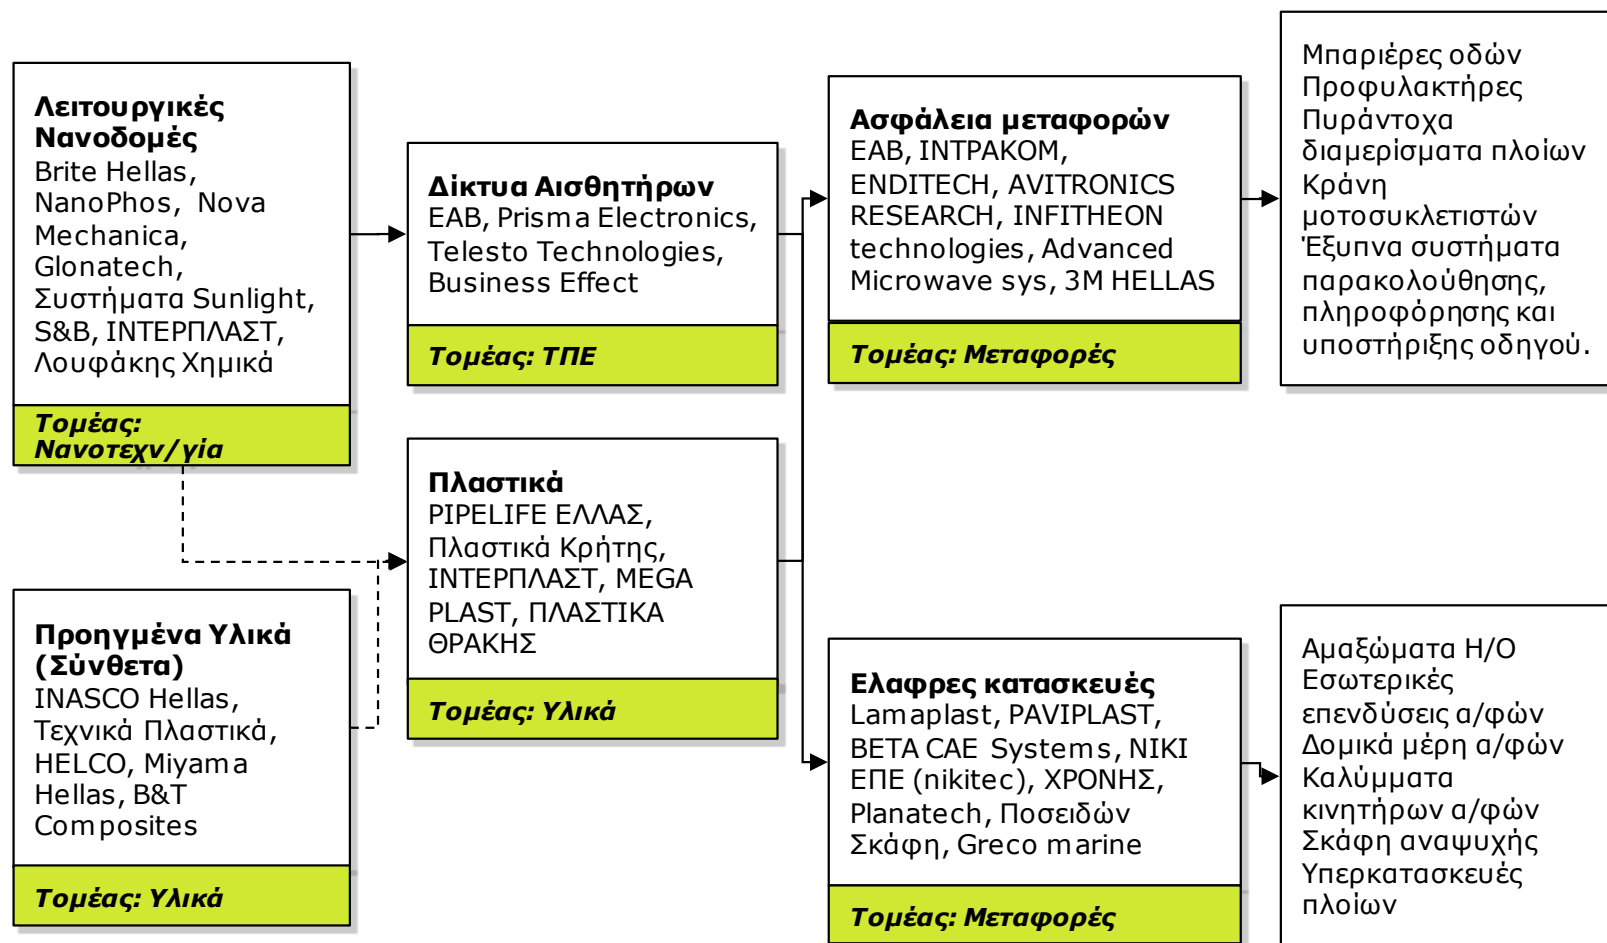 Λειτουργικές
Νανοδομές
Brite Hellas,
NanoPhos, Nova
Mechanica,
Glonatech,
Συστήματα Sunlight,
S&B, ΙΝΤΕΡΠΛΑΣΤ,
Λουφάκης Χημικά
Τομέας:
Νανοτεχν/γία
Προηγμένα Υλικά
(Σύνθετα)
INASCO Hellas,
Τεχνικά Πλαστικά,
HELCO, Miyama
Hellas, B&T
Composites
Τομέας: Υλικά
Δίκτυα Αισθητήρων
ΕΑΒ, Prisma Electronics,
Telesto Technologies,
Business Effect
Τομέας: ΤΠΕ
Πλαστικά
PIPELIFE ΕΛΛΑΣ,
Πλαστικά Κρήτης,
ΙΝΤΕΡΠΛΑΣΤ, MEGA
PLAST, ΠΛΑΣΤΙΚΑ
ΘΡΑΚΗΣ
Τομέας: Υλικά
Ασφάλεια μεταφορών
ΕΑΒ, ΙΝΤΡΑΚΟΜ,
ENDITECH, AVITRONICS
RESEARCH, INFITHEON
technologies, Advanced
Microwave sys, 3M HELLAS
Τομέας: Μεταφορές
Ελαφρες κατασκευές
Lamaplast, PAVIPLAST,
BETA CAE Systems, ΝΙΚΙ
ΕΠΕ (nikitec), ΧΡΟΝΗΣ,
Planatech, Ποσειδών
Σκάφη, Greco marine
Τομέας: Μεταφορές
Μπαριέρες οδών
Προφυλακτήρες
Πυράντοχα
διαμερίσματα πλοίων
Κράνη
μοτοσυκλετιστών
Έξυπνα συστήματα
παρακολούθησης,
πληροφόρησης και
υποστήριξης οδηγού.
Αμαξώματα Η/Ο
Εσωτερικές
επενδύσεις α/φών
Δομικά μέρη α/φών
Καλύμματα
κινητήρων α/φών
Σκάφη αναψυχής
Υπερκατασκευές
πλοίων